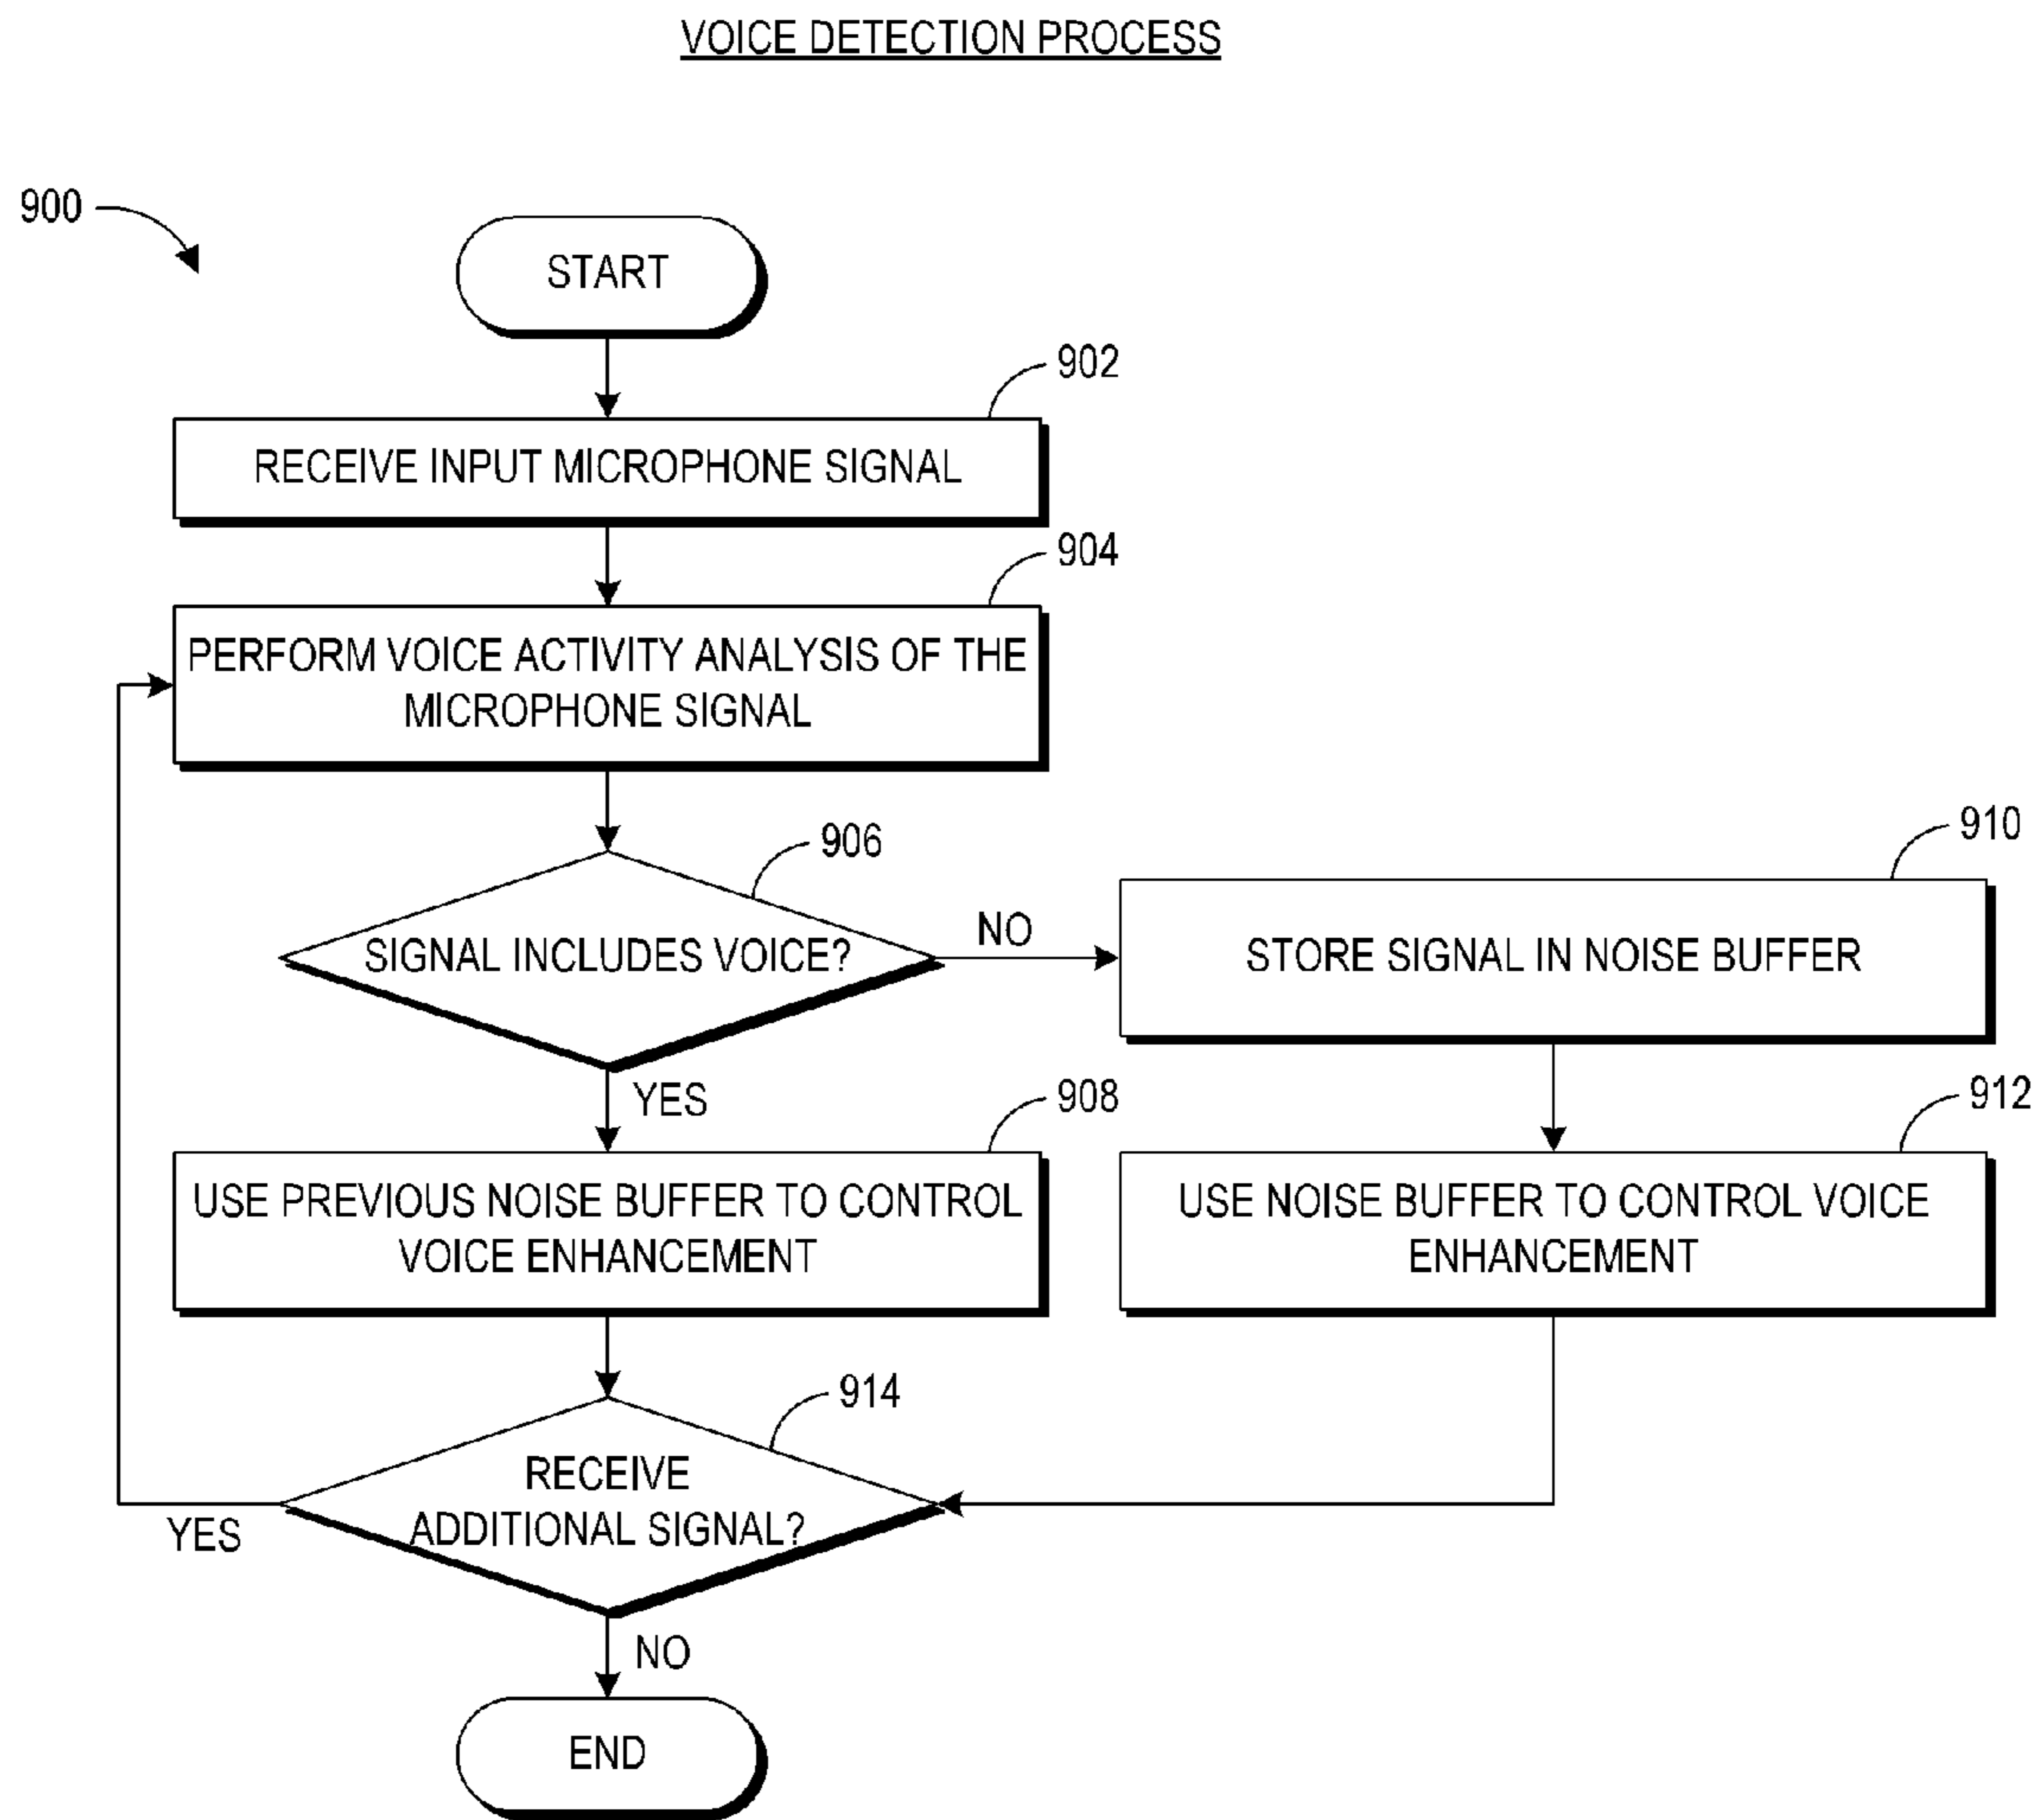 VOICE DETECTION PROCESS
900
START
902
RECEIVE INPUT MICROPHONE SIGNAL
904
PERFORM VOICE ACTIVITY ANALYSIS OF THE
MICROPHONE SIGNAL
906
SIGNAL INCLUDES VOICE?
NO
910
STORE SIGNAL IN NOISE BUFFER
YES
908
USE PREVIOUS NOISE BUFFER TO CONTROL
VOICE ENHANCEMENT
912
USE NOISE BUFFER TO CONTROL VOICE
ENHANCEMENT
914
RECEIVE
ADDITIONAL SIGNAL?
YES
NO
END